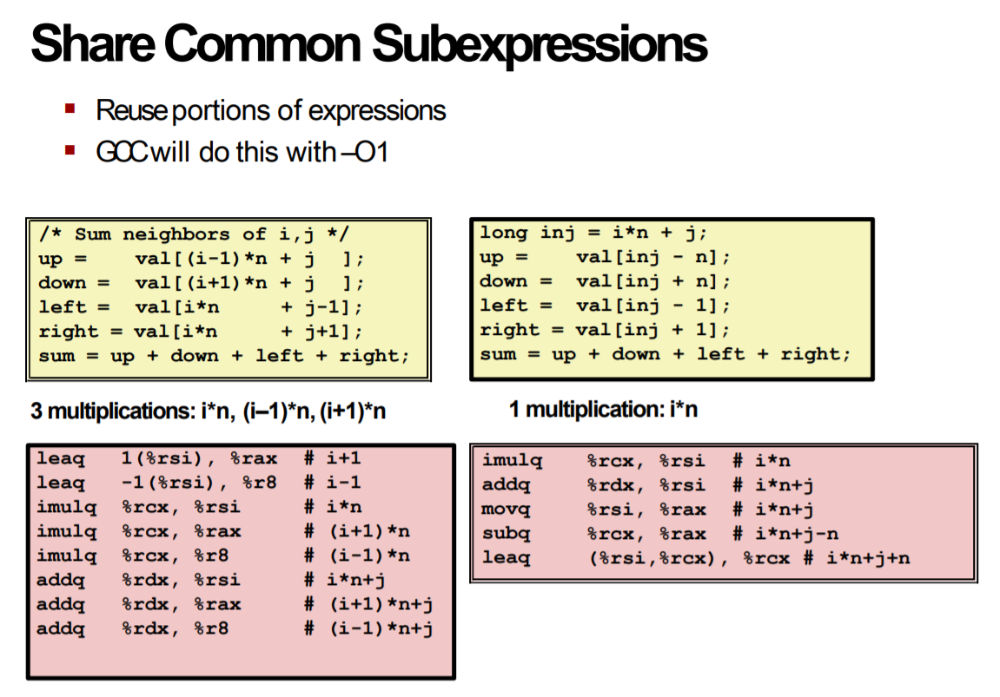 Share Common Subexpressions
▪ Reuse portions of expressions
▪ GCC will do this with –O1
/* Sum neighbors of i,j */
up =    val[(i-1)*n + j  ];
down =  val[(i+1)*n + j  ];
left =  val[i*n     + j-1];
right = val[i*n     + j+1];
sum = up + down + left + right;
3 multiplications: i*n, (i–1)*n, (i+1)*n
leaq   1(%rsi), %rax  # i+1
leaq   -1(%rsi), %r8  # i-1
imulq  %rcx, %rsi     # i*n
imulq  %rcx, %rax     # (i+1)*n
imulq  %rcx, %r8      # (i-1)*n
addq   %rdx, %rsi     # i*n+j
addq   %rdx, %rax     # (i+1)*n+j
addq   %rdx, %r8      # (i-1)*n+j
long inj = i*n + j;
up =    val[inj - n];
down =  val[inj + n];
left =  val[inj - 1];
right = val[inj + 1];
sum = up + down + left + right;
1 multiplication: i*n
imulq    %rcx, %rsi  # i*n
addq     %rdx, %rsi  # i*n+j
movq     %rsi, %rax  # i*n+j
subq     %rcx, %rax  # i*n+j-n
leaq     (%rsi,%rcx), %rcx # i*n+j+n